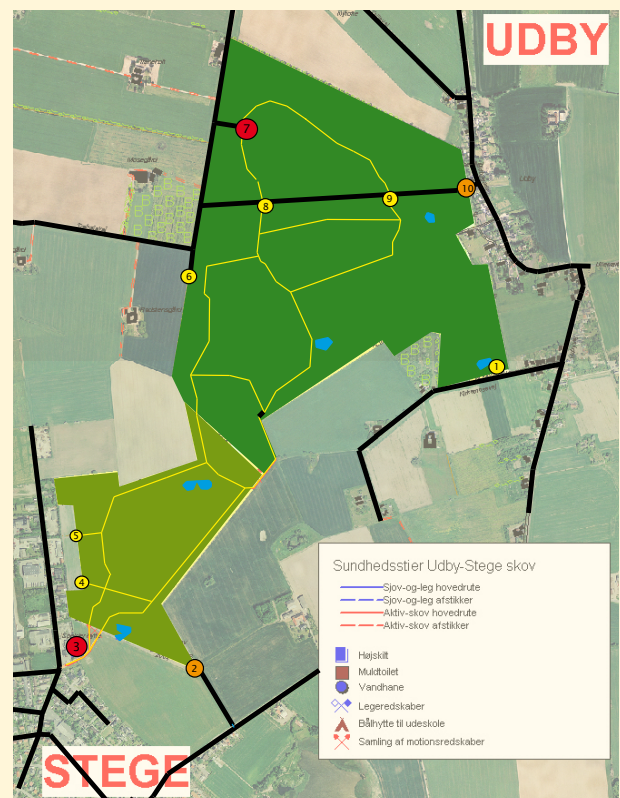 UDBY
7
10
Udby
8
9
6
1
5
4
3
2
STEGE
Sundhedsstier Udby-Stege skov
Sjov-og-leg hovedrute
Sjov-og-leg afstikker
Aktiv-skov hovedrute
Aktiv-skov afstikker
Højskilt
Muldtoilet
Vandhane
Legeredskaber
Bålhytte til udeskole
Samling af motionsredskaber